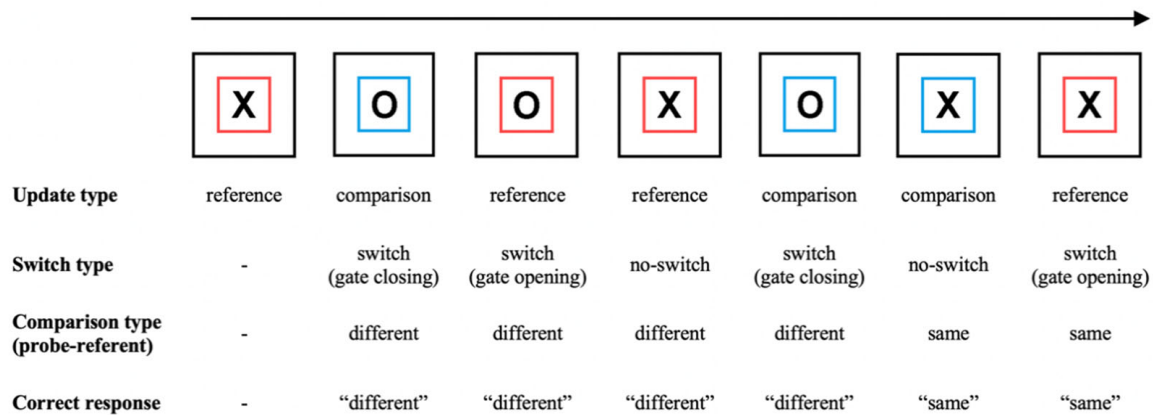 X O O X O X X
Update type reference comparison reference reference comparison comparison reference
Switch type - switch (gate closing) switch (gate opening) no-switch switch (gate closing) no-switch switch (gate opening)
Comparison type (probe-referent) - different different different different same same
Correct response - “different” “different” “different” “different” “same” “same”